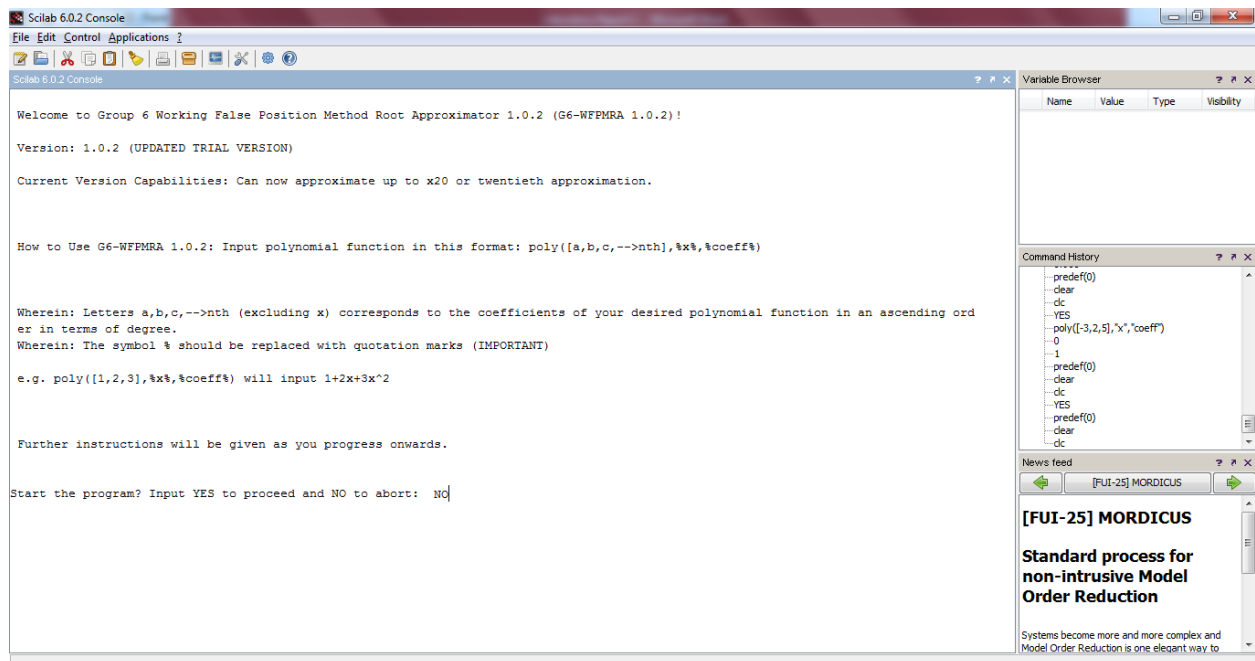 Scilab 6.0.2 Console
File Edit Control Applications ?
Scilab 6.0.2 Console
Welcome to Group 6 Working False Position Method Root Approximator 1.0.2 (G6-WFPMRA 1.0.2)!
Version: 1.0.2 (UPDATED TRIAL VERSION)
Current Version Capabilities: Can now approximate up to x20 or twentieth approximation.
How to Use G6-WFPMRA 1.0.2: Input polynomial function in this format: poly([a,b,c,-->nth],%x%,%coeff%)
Wherein: Letters a,b,c,-->nth (excluding x) corresponds to the coefficients of your desired polynomial function in an ascending ord
er in terms of degree.
Wherein: The symbol % should be replaced with quotation marks (IMPORTANT)
e.g. poly([1,2,3],%x%,%coeff%) will input 1+2x+3x^2
Further instructions will be given as you progress onwards.
Start the program? Input YES to proceed and NO to abort: NO
Variable Browser
Name Value Type Visibility
Command History
predef(0)
clear
clc
YES
poly([-3,2,5],"x","coeff")
0
1
predef(0)
clear
clc
YES
predef(0)
clear
clc
News feed
[FUI-25] MORDICUS
[FUI-25] MORDICUS
Standard process for
non-intrusive Model
Order Reduction
Systems become more and more complex and
Model Order Reduction is one elegant way to